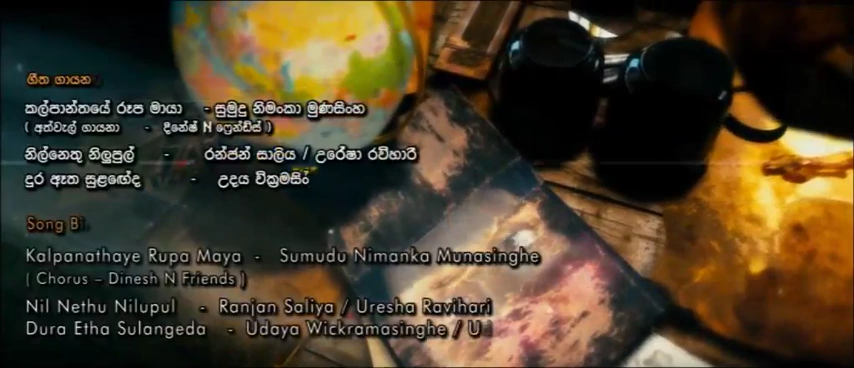 ගීත ගායන
කල්පාන්තයේ රූප මායා - සුමුදු නිමංකා මුණසිංහ
( අත්වැල් ගායනා - දිනේෂ් N ෆ්‍රෙන්ඩ්ස් )
නිල්නෙතු නිලුපුල් - රන්ජන් සාලිය / උරේෂා රවිහාරී
දුර ඈත සුළඟේද - උදය වික්‍රමසිං
Song B
Kalpanathaye Rupa Maya - Sumudu Nimanka Munasinghe
( Chorus – Dinesh N Friends )
Nil Nethu Nilupul - Ranjan Saliya / Uresha Ravihari
Dura Etha Sulangeda - Udaya Wickramasinghe / U